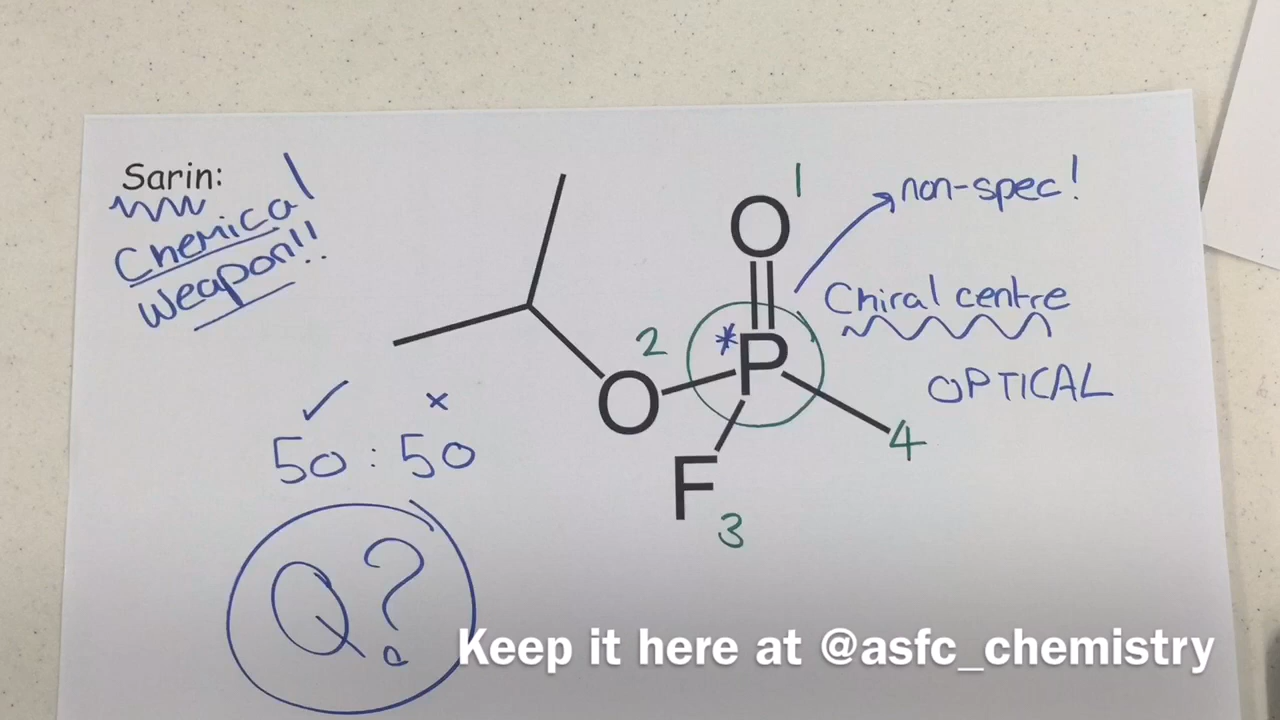 Sarin:
Chemical
weapon!!
1
O
non-spec!
Chiral centre
2
* P
O
OPTICAL
4
✓ ×
50 : 50
F
3
Q?
Keep it here at @asfc_chemistry